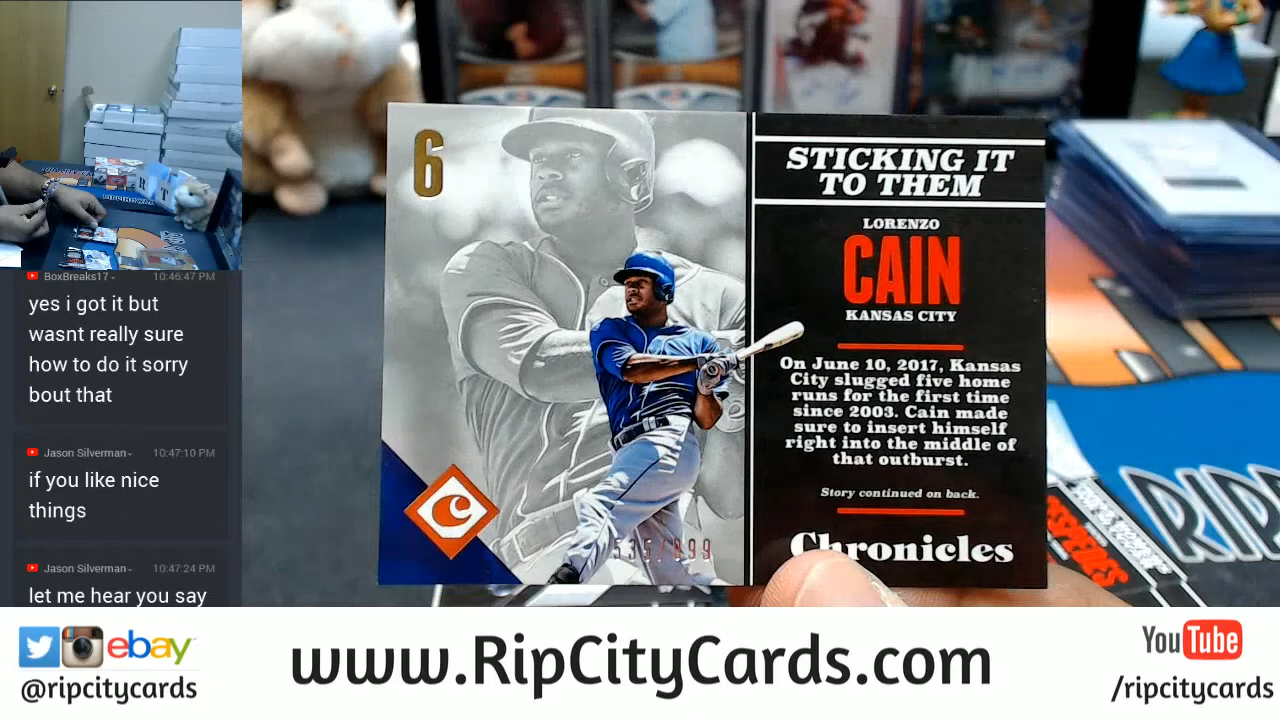 BoxBreaks17
10:46:47 PM
yes i got it but
wasnt really sure
how to do it sorry
bout that
Jason Silverman
10:47:10 PM
if you like nice
things
Jason Silverman
10:47:24 PM
let me hear you say
6
535/999
STICKING IT
TO THEM
LORENZO
CAIN
KANSAS CITY
On June 10, 2017, Kansas
City slugged five home
runs for the first time
since 2003. Cain made
sure to insert himself
right into the middle of
that outburst.
Story continued on back.
Chronicles
C
CESPEDES
RIP
ebay
@ripcitycards
www.RipCityCards.com
YouTube
/ripcitycards